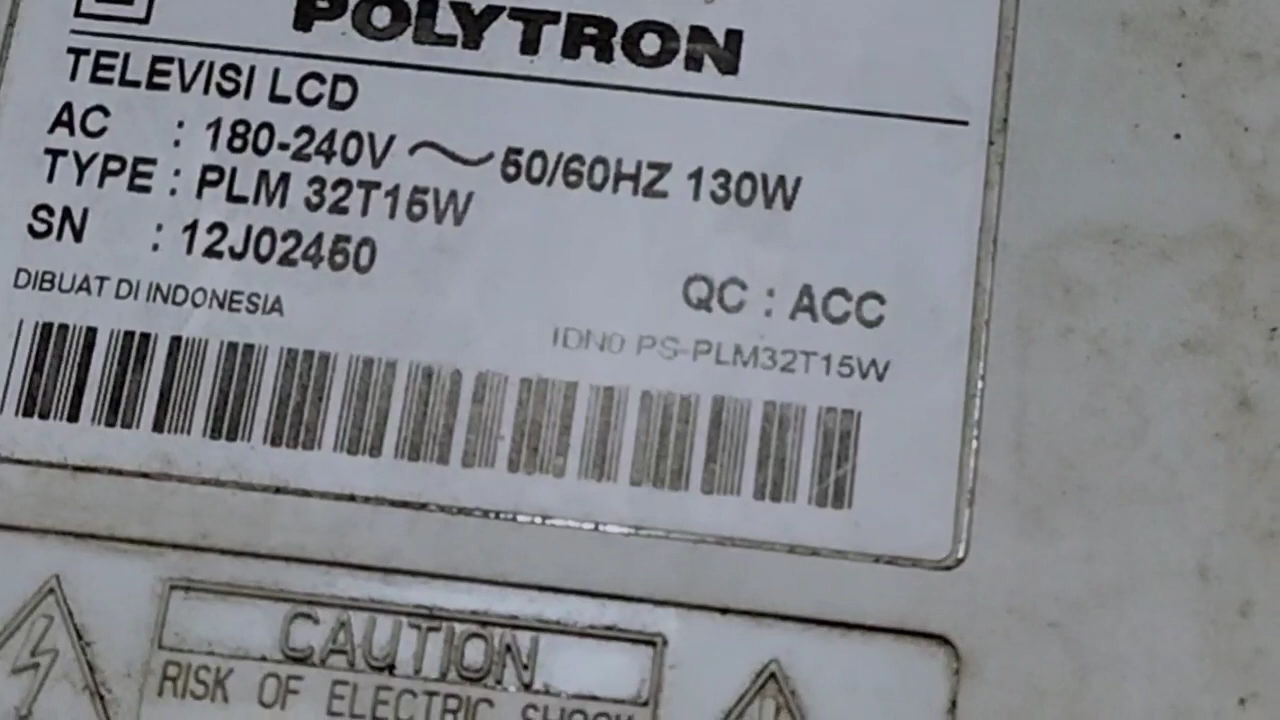 POLYTRON
TELEVISI LCD
AC : 180-240V ~ 50/60HZ 130W
TYPE : PLM 32T15W
SN : 12J02450
DIBUAT DI INDONESIA
QC : ACC
IDN0 PS-PLM32T15W
CAUTION
RISK OF ELECTRIC SHOCK